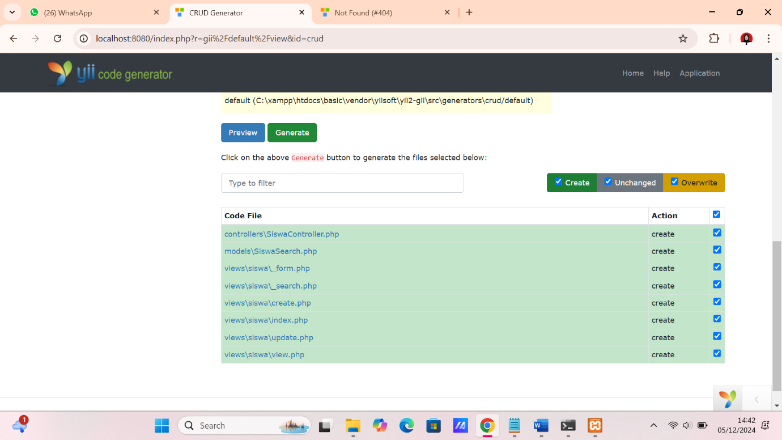 (26) WhatsApp
CRUD Generator
Not Found (#404)
localhost:8080/index.php?r=gii%2Fdefault%2Fview&id=crud
yii code generator
Home Help Application
default (C:\xampp\htdocs\basic\vendor\yiisoft\yii2-gii\src\generators\crud/default)
Preview Generate
Click on the above Generate button to generate the files selected below:
Type to filter
Create Unchanged Overwrite
Code File Action
controllers\SiswaController.php create
models\SiswaSearch.php create
views\siswa\_form.php create
views\siswa\_search.php create
views\siswa\create.php create
views\siswa\index.php create
views\siswa\update.php create
views\siswa\view.php create
1
Search
14:42
05/12/2024